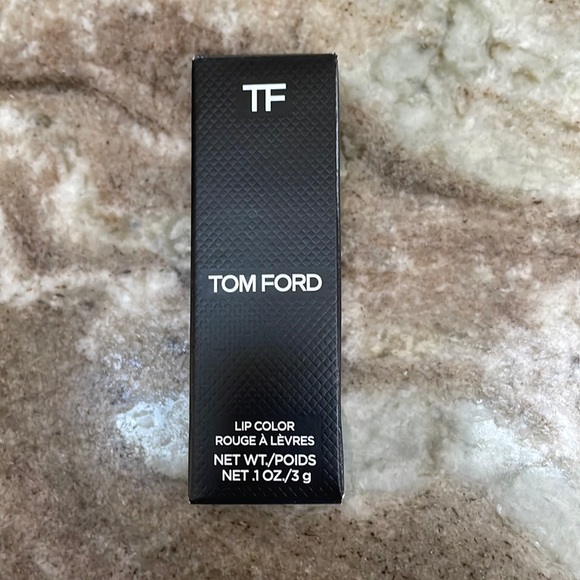 TF
TOM FORD
LIP COLOR
ROUGE À LÈVRES
NET WT./POIDS
NET .1 OZ./3 g